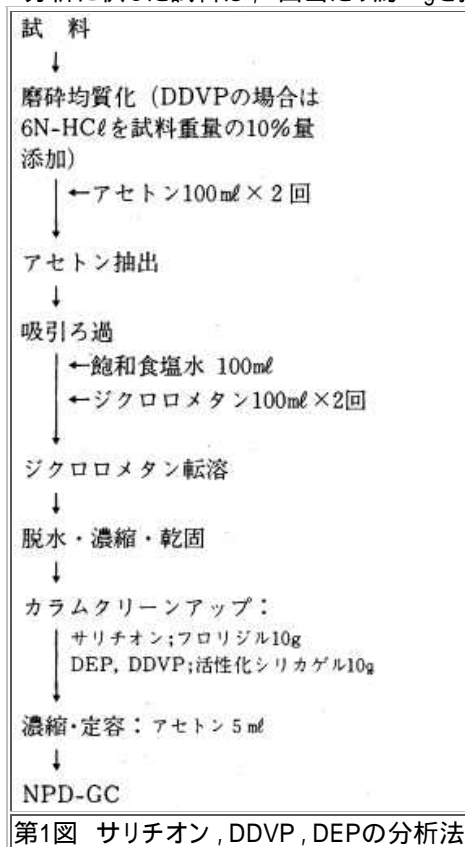 試 料
↓
磨砕均質化 (DDVPの場合は
6N-HCℓを試料重量の10%量
添加)
←アセトン100mℓ×2回
アセトン抽出
↓
吸引ろ過
←飽和食塩水 100mℓ
←ジクロロメタン100mℓ×2回
ジクロロメタン転溶
↓
脱水・濃縮・乾固
↓
カラムクリーンアップ：
サリチオン;フロリジル10g
DEP, DDVP;活性化シリカゲル10g
濃縮・定容：アセトン5mℓ
↓
NPD-GC
第1図 サリチオン,DDVP,DEPの分析法